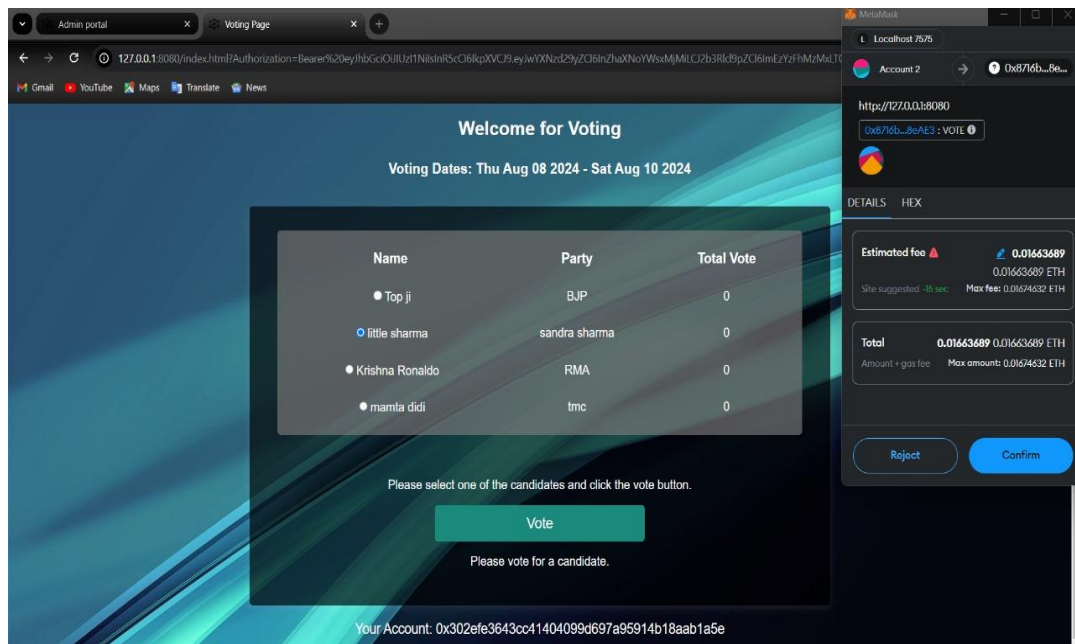 Admin portal
Voting Page
127.0.0.1:8080/index.html?Authorization=Bearer%20
Gmail YouTube Maps Translate News
Welcome for Voting
Voting Dates: Thu Aug 08 2024 - Sat Aug 10 2024
Name Party Total Vote
Top ji BJP 0
little sharma sandra sharma 0
Krishna Ronaldo RMA 0
mamta didi tmc 0
Please select one of the candidates and click the vote button.
Vote
Please vote for a candidate.
Your Account: 0x302efe3643cc41404099d697a95914b18aab1a5e
MetaMask
L Localhost 7575
Account 2 0x8716b...8e...
http://127.0.0.1:8080
0x8716b...8eAE3 : VOTE
DETAILS HEX
Estimated fee 0.01663689
0.01663689 ETH
Site suggested ~15 sec Max fee: 0.01674632 ETH
Total 0.01663689 0.01663689 ETH
Amount + gas fee Max amount: 0.01674632 ETH
Reject Confirm